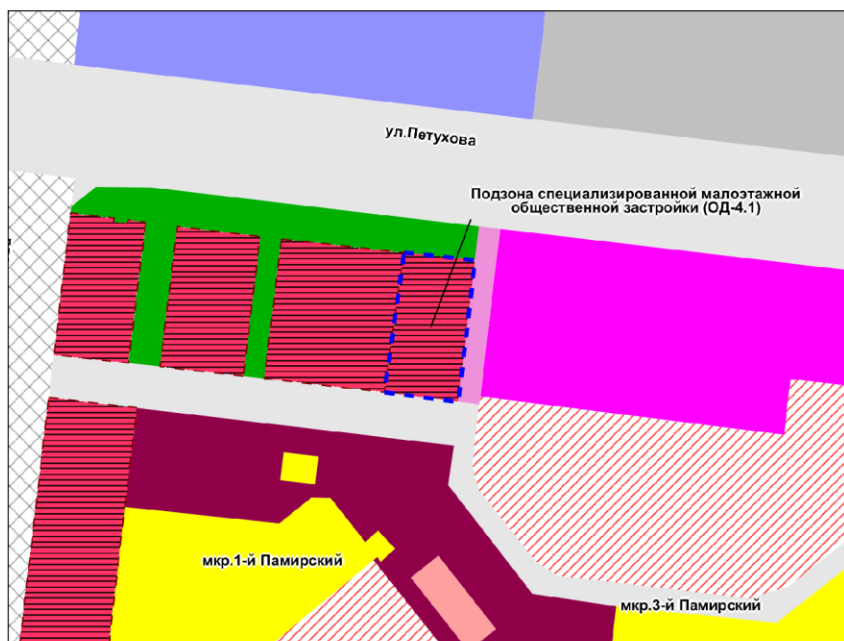 ул.Петухова
Подзона специализированной малоэтажной
общественной застройки (ОД-4.1)
мкр.1-й Памирский
мкр.3-й Памирский